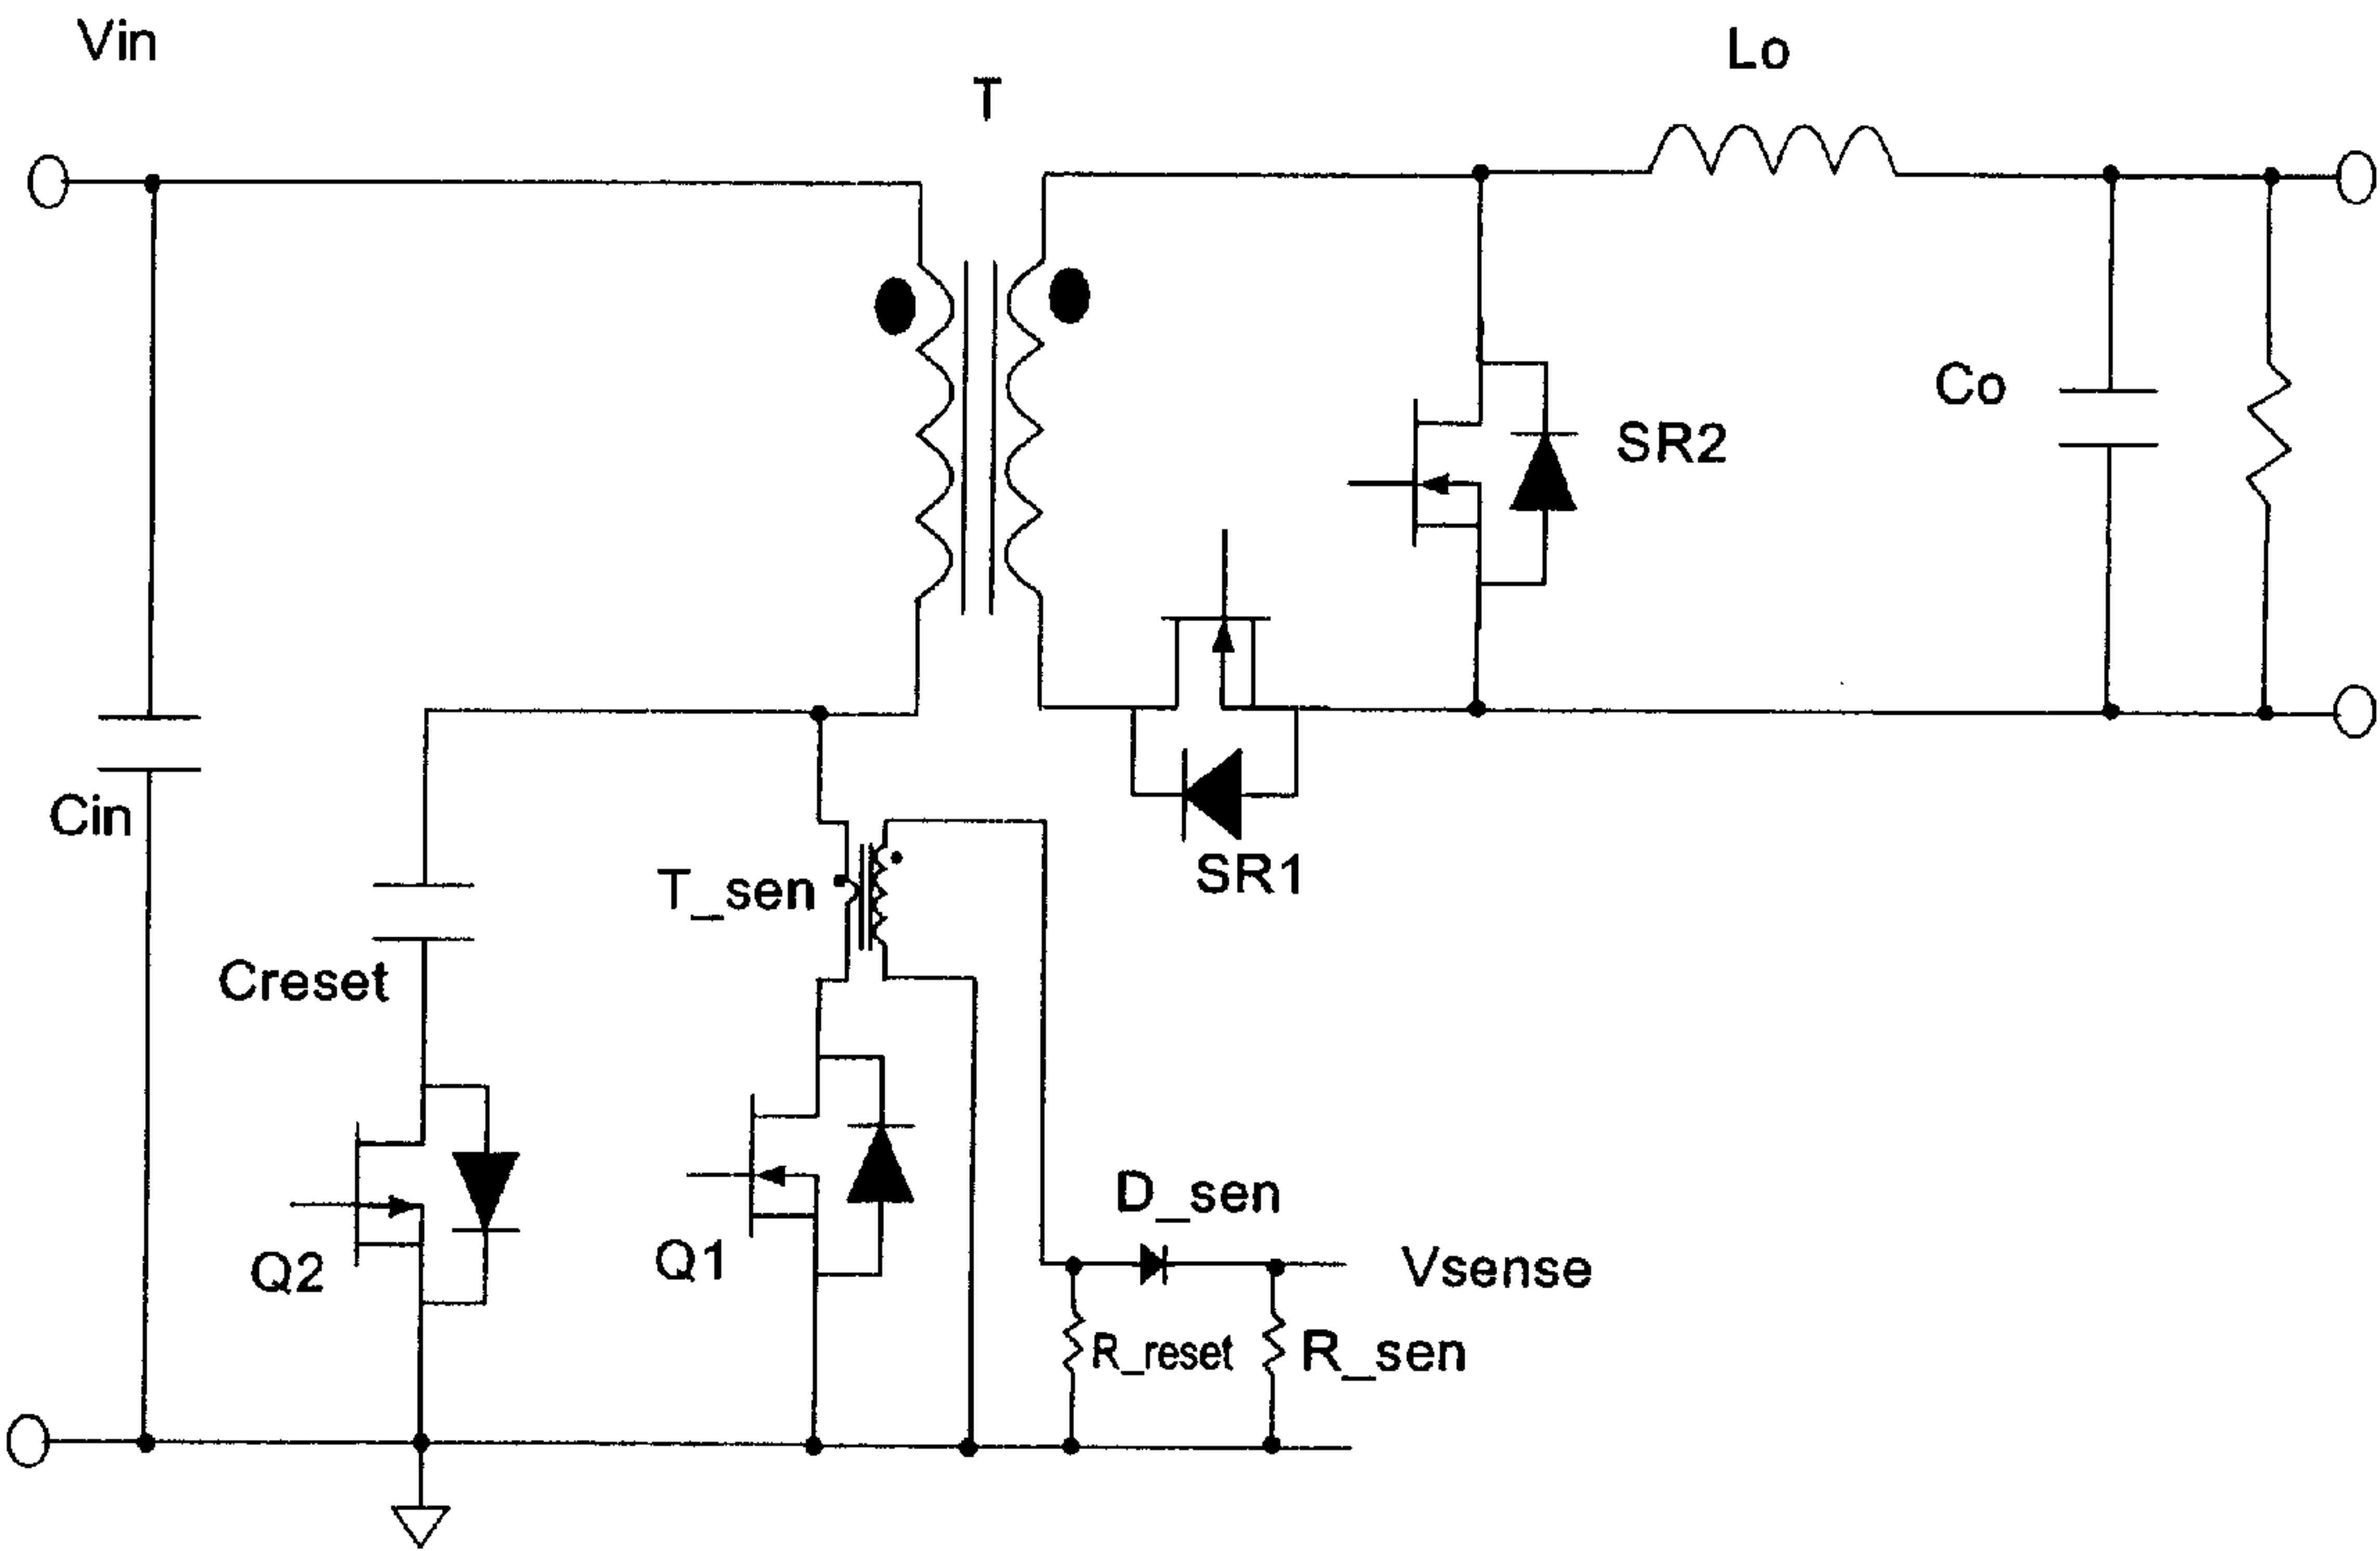 Vin
Lo
T
Co
SR2
Cin
T_sen
SR1
Creset
D_sen
Q1
Q2
Vsense
R_reset
R_sen